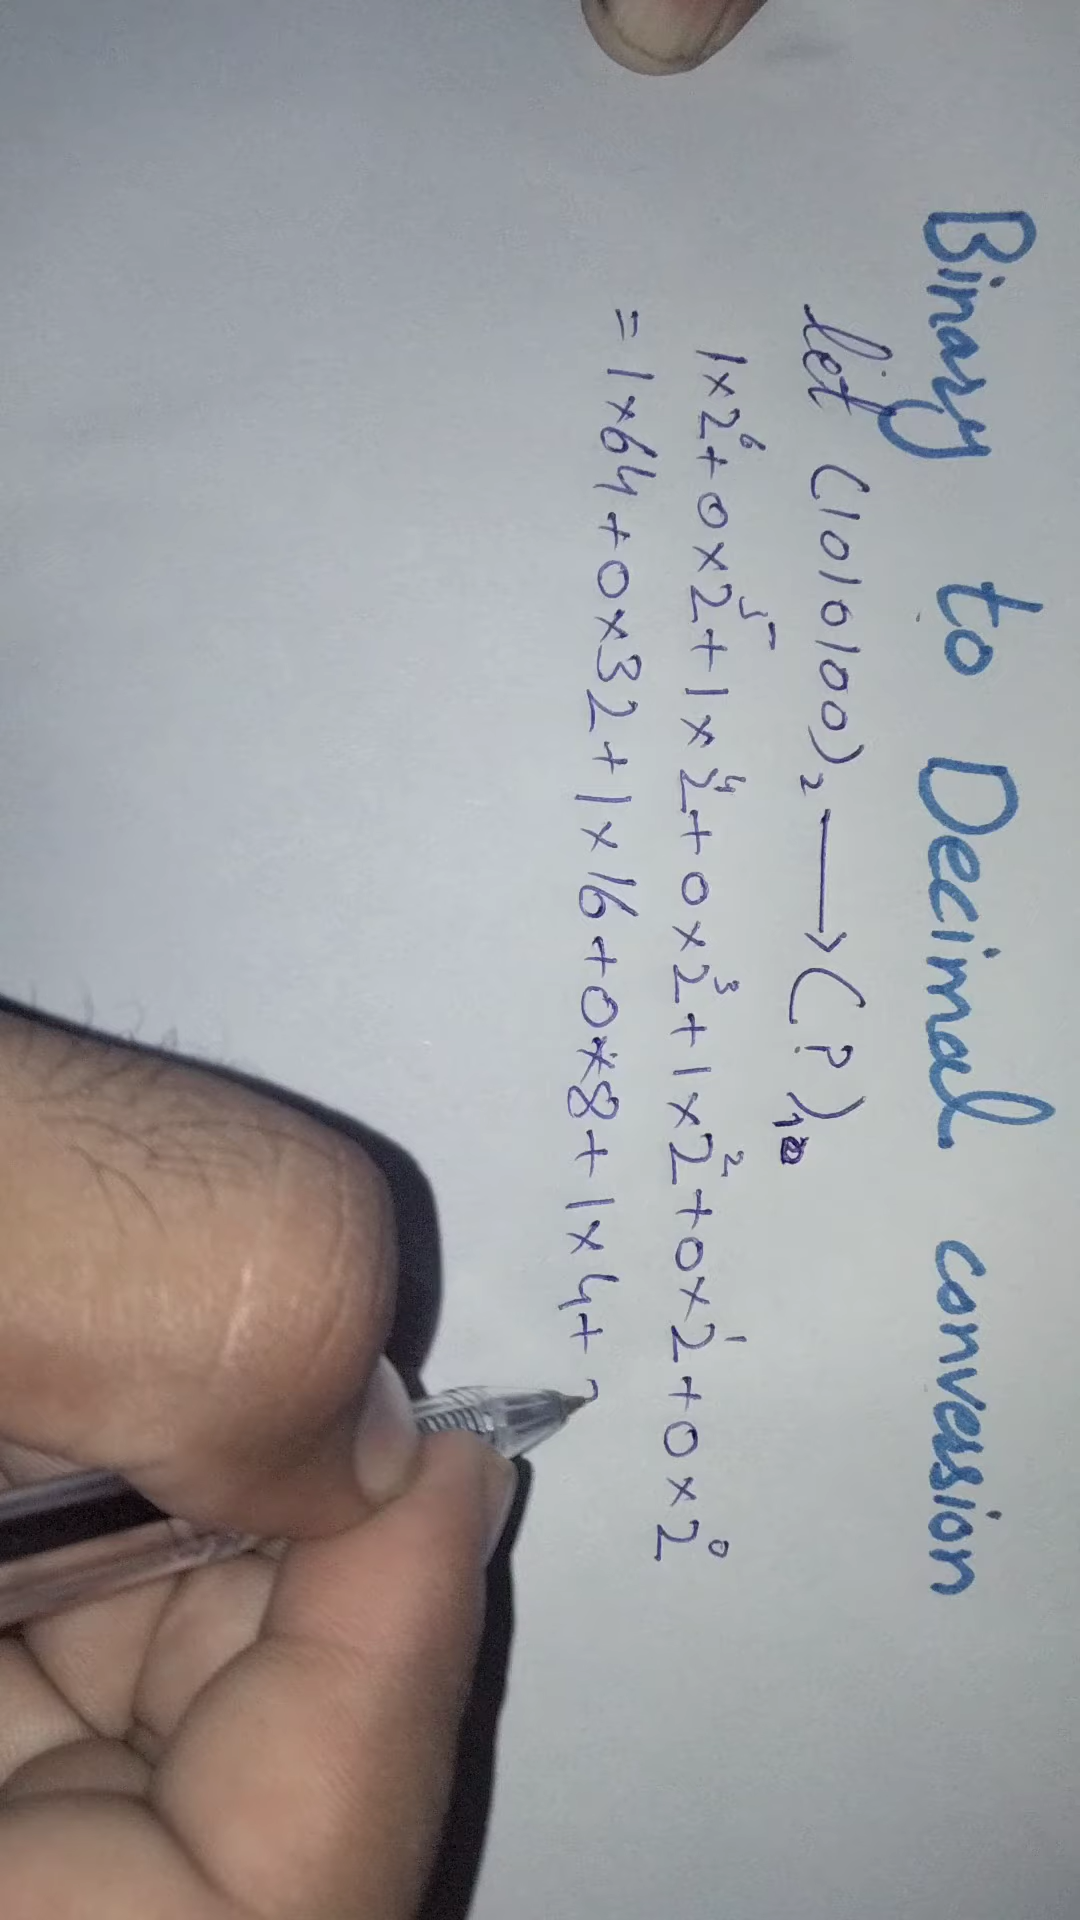 Binary to Decimal conversion
let (1010100)₂ → (?)₁₀
1×2⁶+0×2⁵+1×2⁴+0×2³+1×2²+0×2¹+0×2⁰
=1×64+0×32+1×16+0×8+1×4+